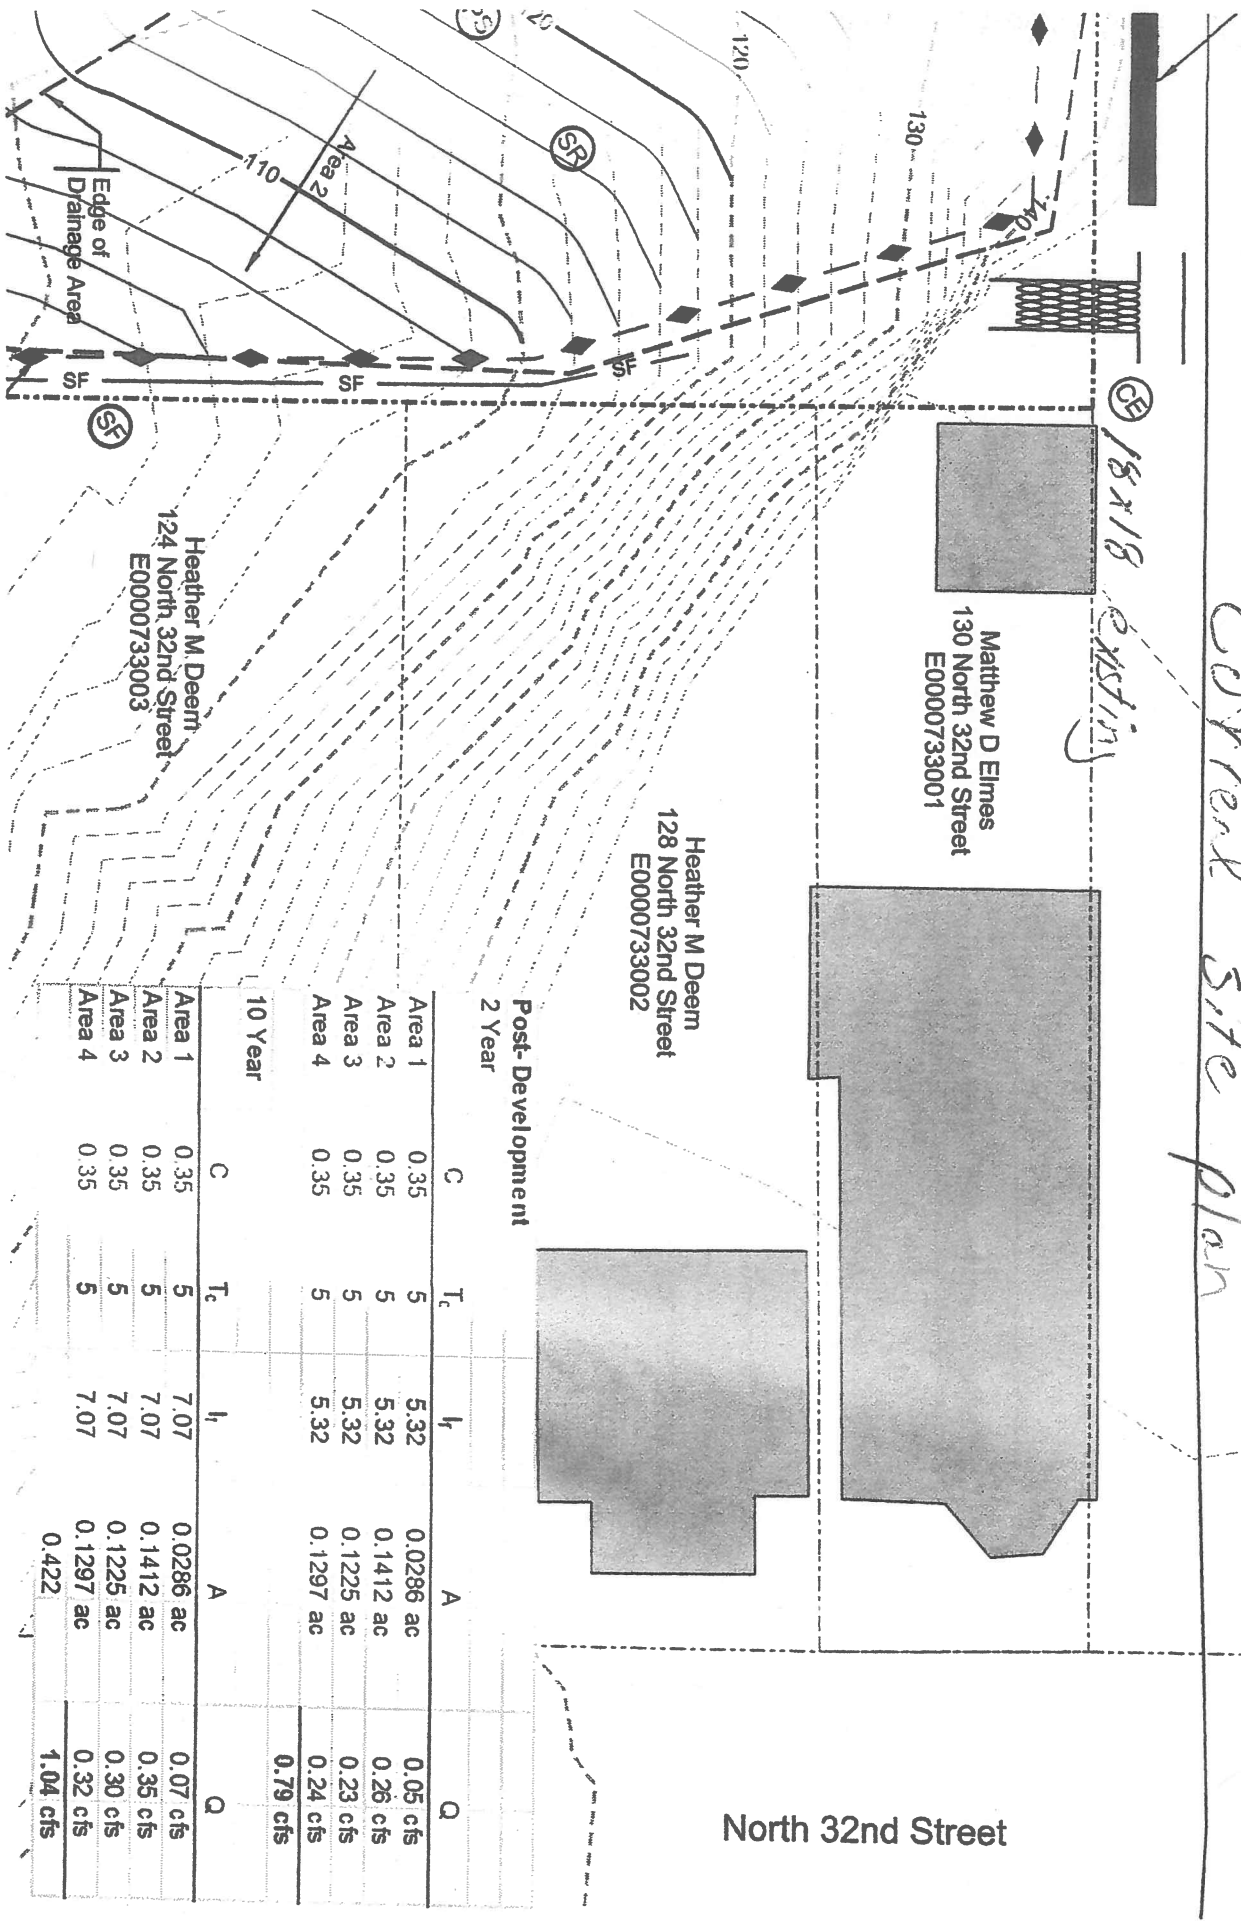 Current Site plan
18 x 18 existing
CE
Matthew D Elmes
130 North 32nd Street
E0000733001
Heather M Deem
128 North 32nd Street
E0000733002
Heather M Deem
124 North 32nd Street
E0000733003
North 32nd Street
140
130
120
20
SS
SR
Area 2
110
Edge of
Drainage Area
SF
SF
SF
SF
Post-Development
2 Year
C Tc Ir A Q
Area 1 0.35 5 5.32 0.0286 ac 0.05 cfs
Area 2 0.35 5 5.32 0.1412 ac 0.26 cfs
Area 3 0.35 5 5.32 0.1225 ac 0.23 cfs
Area 4 0.35 5 5.32 0.1297 ac 0.24 cfs
0.79 cfs
10 Year
C Tc Ir A Q
Area 1 0.35 5 7.07 0.0286 ac 0.07 cfs
Area 2 0.35 5 7.07 0.1412 ac 0.35 cfs
Area 3 0.35 5 7.07 0.1225 ac 0.30 cfs
Area 4 0.35 5 7.07 0.1297 ac 0.32 cfs
0.422 1.04 cfs